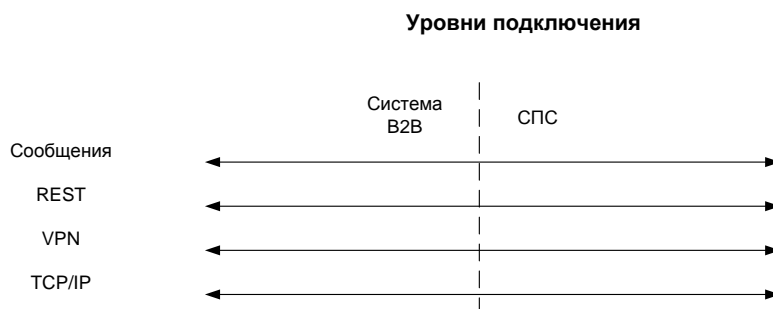 Уровни подключения
Система
B2B
СПС
Сообщения
REST
VPN
TCP/IP